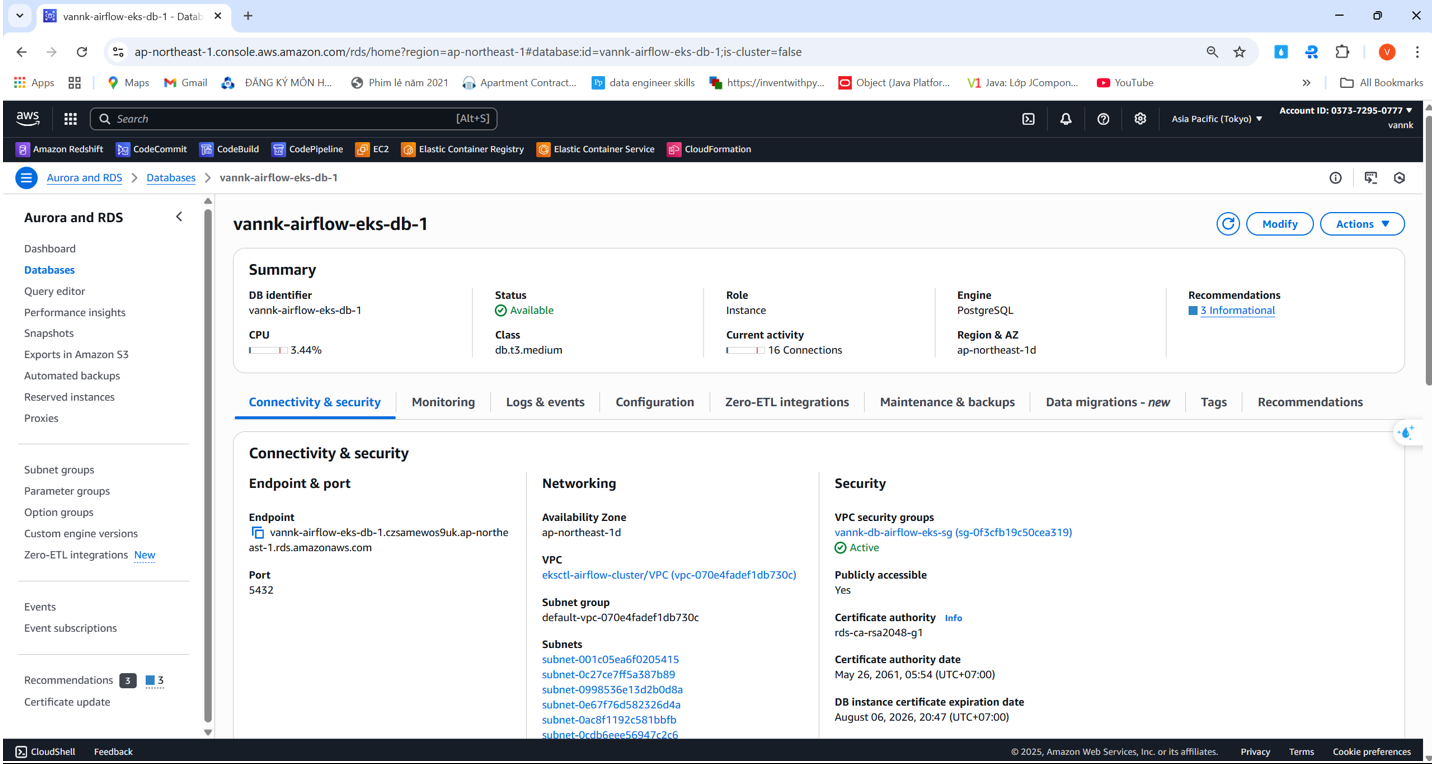 vannk-airflow-eks-db-1 - Datab
ap-northeast-1.console.aws.amazon.com/rds/home?region=ap-northeast-1#database:id=vannk-airflow-eks-db-1;is-cluster=false
V
Apps
Maps
Gmail
ĐĂNG KÝ MÔN H...
Phim lẻ năm 2021
Apartment Contract...
Pp
data engineer skills
https://inventwithpy...
Object (Java Platfor...
V1 Java: Lớp JCompon...
YouTube
All Bookmarks
aws
Search
[Alt+S]
Asia Pacific (Tokyo)
Account ID: 0373-7295-0777
vannk
Amazon Redshift
CodeCommit
CodeBuild
CodePipeline
EC2
Elastic Container Registry
Elastic Container Service
CloudFormation
Aurora and RDS
Databases
vannk-airflow-eks-db-1
Aurora and RDS
Dashboard
Databases
Query editor
Performance insights
Snapshots
Exports in Amazon S3
Automated backups
Reserved instances
Proxies
Subnet groups
Parameter groups
Option groups
Custom engine versions
Zero-ETL integrations New
Events
Event subscriptions
Recommendations 3 3
Certificate update
vannk-airflow-eks-db-1
Modify
Actions
Summary
DB identifier
vannk-airflow-eks-db-1
CPU
3.44%
Status
Available
Class
db.t3.medium
Role
Instance
Current activity
16 Connections
Engine
PostgreSQL
Region & AZ
ap-northeast-1d
Recommendations
3 Informational
Connectivity & security
Monitoring
Logs & events
Configuration
Zero-ETL integrations
Maintenance & backups
Data migrations - new
Tags
Recommendations
Connectivity & security
Endpoint & port
Endpoint
vannk-airflow-eks-db-1.czsamewos9uk.ap-northe
ast-1.rds.amazonaws.com
Port
5432
Networking
Availability Zone
ap-northeast-1d
VPC
eksctl-airflow-cluster/VPC (vpc-070e4fadef1db730c)
Subnet group
default-vpc-070e4fadef1db730c
Subnets
subnet-001c05ea6f0205415
subnet-0c27ce7ff5a387b89
subnet-0998536e13d2b0d8a
subnet-0e67f76d582326d4a
subnet-0ac8f1192c581bbfb
subnet-0cdb6eee56947c2c6
Security
VPC security groups
vannk-db-airflow-eks-sg (sg-0f3cfb19c50cea319)
Active
Publicly accessible
Yes
Certificate authority Info
rds-ca-rsa2048-g1
Certificate authority date
May 26, 2061, 05:54 (UTC+07:00)
DB instance certificate expiration date
August 06, 2026, 20:47 (UTC+07:00)
CloudShell
Feedback
© 2025, Amazon Web Services, Inc. or its affiliates.
Privacy
Terms
Cookie preferences